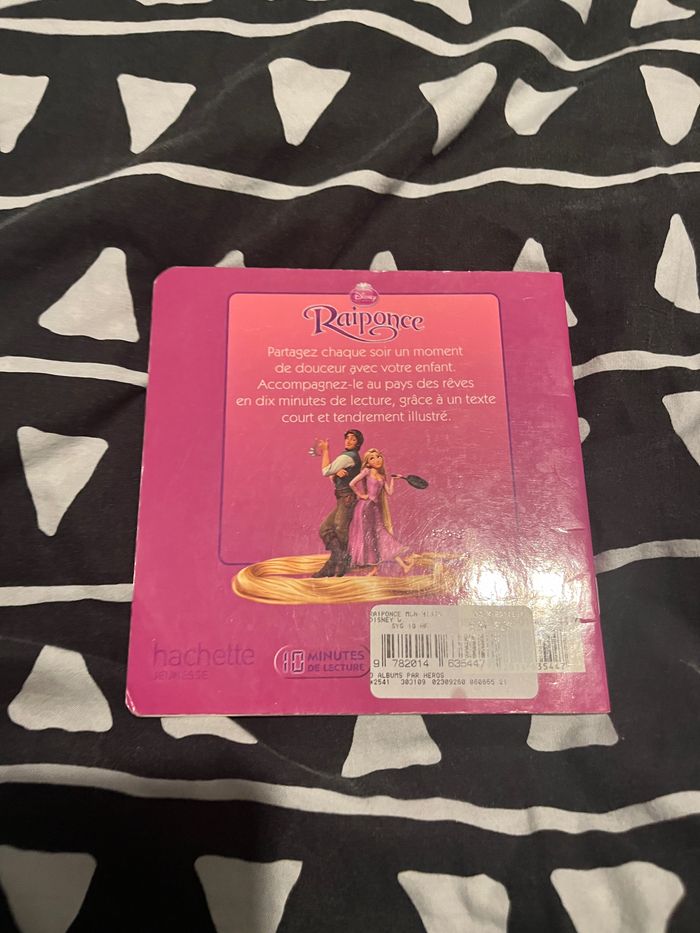 Disney
Raiponce
Partagez chaque soir un moment
de douceur avec votre enfant.
Accompagnez-le au pays des rêves
en dix minutes de lecture, grâce à un texte
court et tendrement illustré.
hachette
JEUNESSE
10 MINUTES
DE LECTURE
RAIPONCE
DISNEY
9 782014 635447
ALBUMS PAR HEROS
303109 02309260